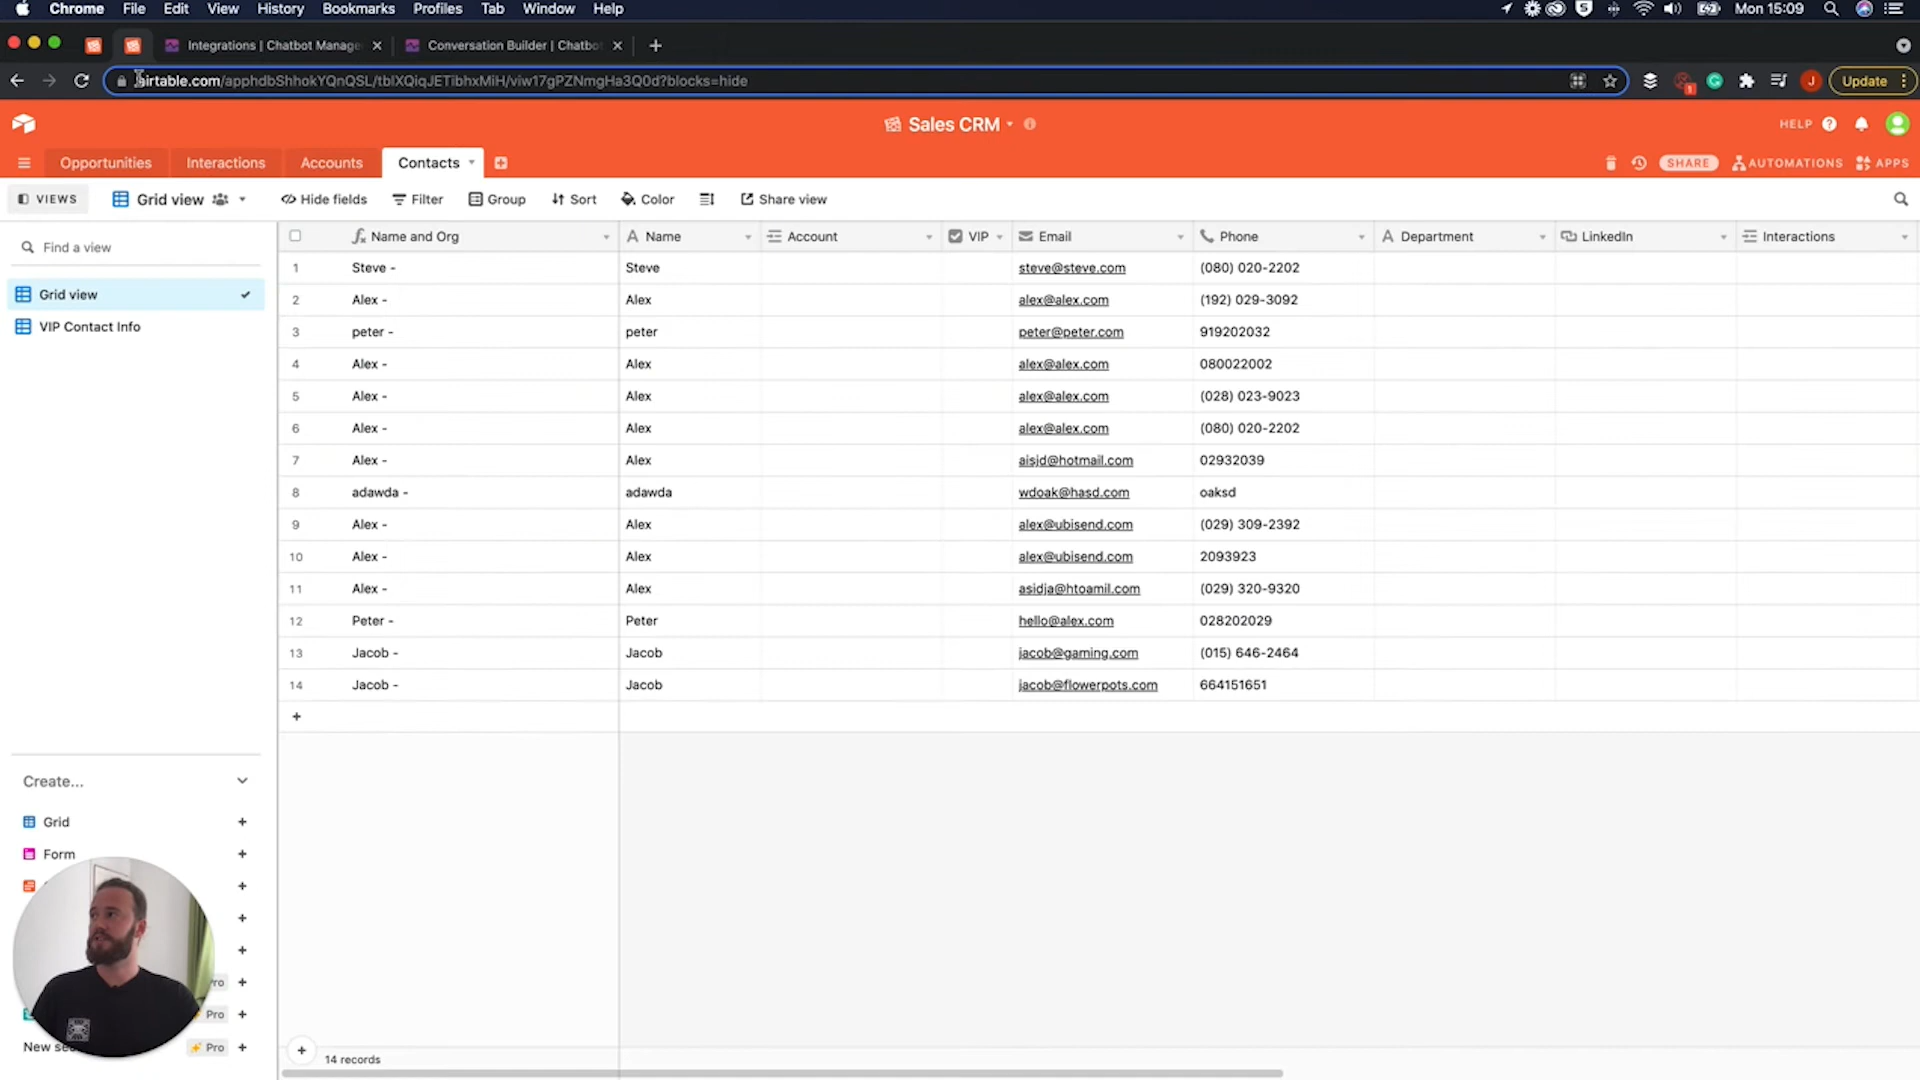 Chrome File Edit View History Bookmarks Profiles Tab Window Help Mon 15:09
Integrations | Chatbot Manage Conversation Builder | Chatbot
airtable.com/apphdbShhokYQnQSL/tblXQiqJETibhxMiH/viw17gPZNmgHa3Q0d?blocks=hide 1 J Update
Sales CRM HELP
Opportunities Interactions Accounts Contacts SHARE AUTOMATIONS APPS
VIEWS Grid view Hide fields Filter Group Sort Color Share view
Find a view
Grid view
VIP Contact Info
Name and Org Name Account VIP Email Phone Department LinkedIn Interactions
1 Steve - Steve steve@steve.com (080) 020-2202
2 Alex - Alex alex@alex.com (192) 029-3092
3 peter - peter peter@peter.com 919202032
4 Alex - Alex alex@alex.com 080022002
5 Alex - Alex alex@alex.com (028) 023-9023
6 Alex - Alex alex@alex.com (080) 020-2202
7 Alex - Alex aisjd@hotmail.com 02932039
8 adawda - adawda wdoak@hasd.com oaksd
9 Alex - Alex alex@ubisend.com (029) 309-2392
10 Alex - Alex alex@ubisend.com 2093923
11 Alex - Alex asidja@htoamil.com (029) 320-9320
12 Peter - Peter hello@alex.com 028202029
13 Jacob - Jacob jacob@gaming.com (015) 646-2464
14 Jacob - Jacob jacob@flowerpots.com 664151651
Create...
Grid
Form
Pro
Pro
New Pro
14 records